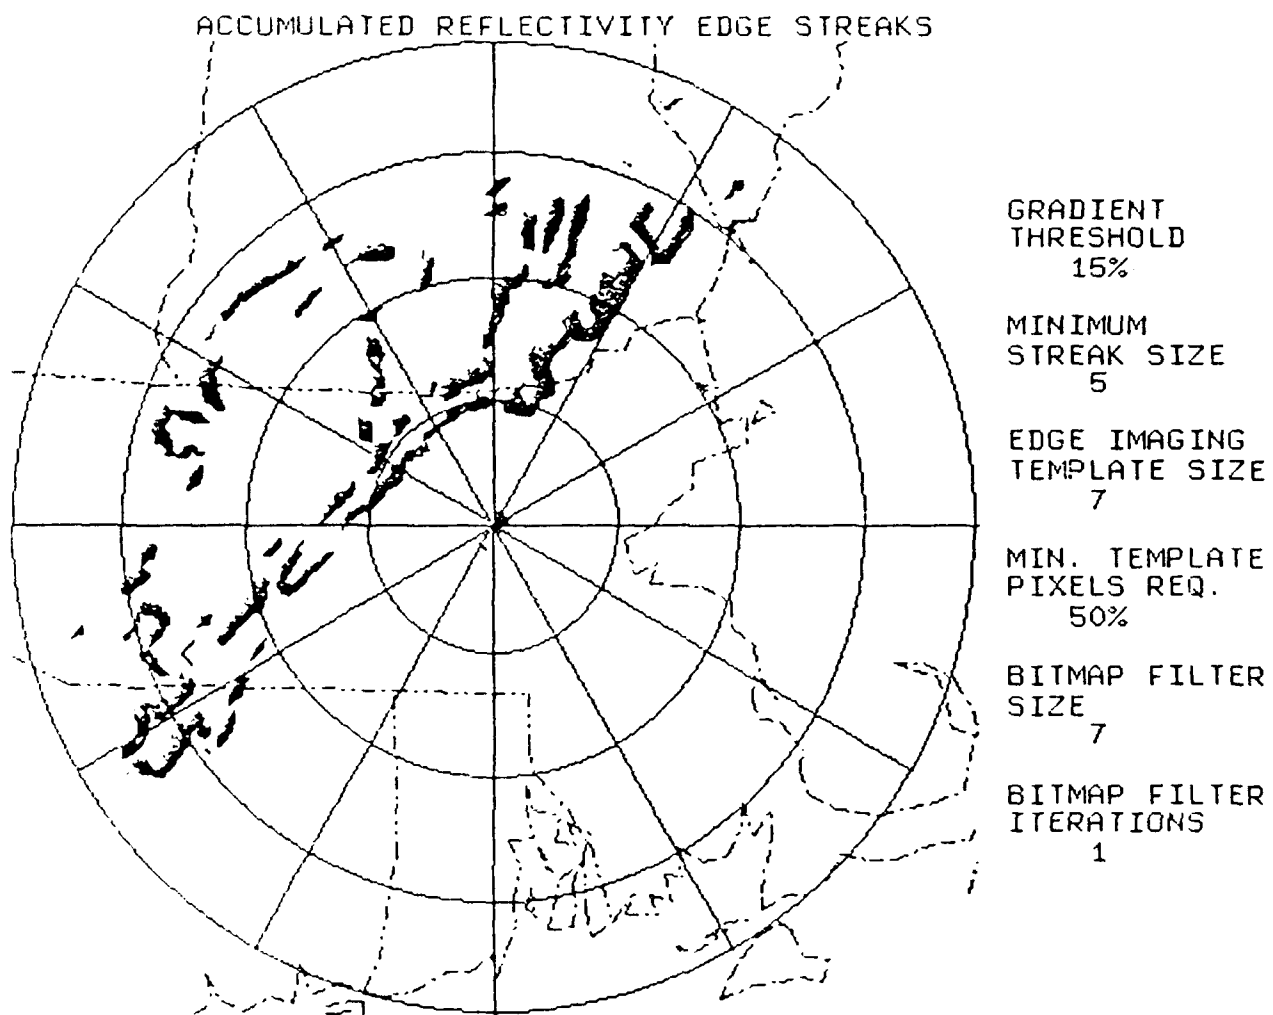 ACCUMULATED REFLECTIVITY EDGE STREAKS
GRADIENT
THRESHOLD
15%
MINIMUM
STREAK SIZE
5
EDGE IMAGING
TEMPLATE SIZE
7
MIN. TEMPLATE
PIXELS REQ.
50%
BITMAP FILTER
SIZE
7
BITMAP FILTER
ITERATIONS
1